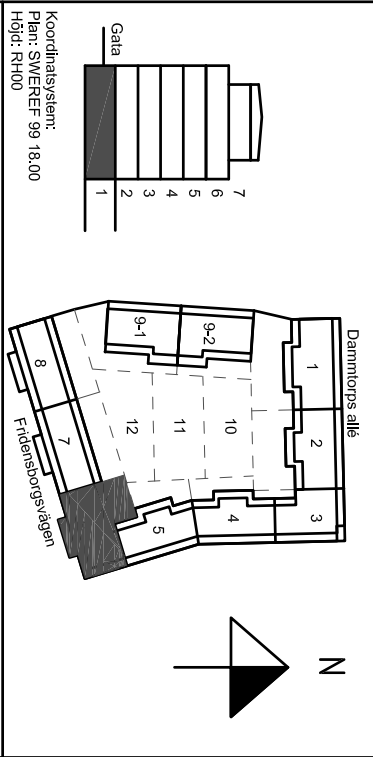 Koordinatsystem:
Plan: SWEREF 99 18.00
Höjd: RH00
Gata
1
2
3
4
5
6
7
Dammtorps allé
1
2
3
4
5
7
8
9-1
9-2
10
11
12
Fridensborgsvägen
N